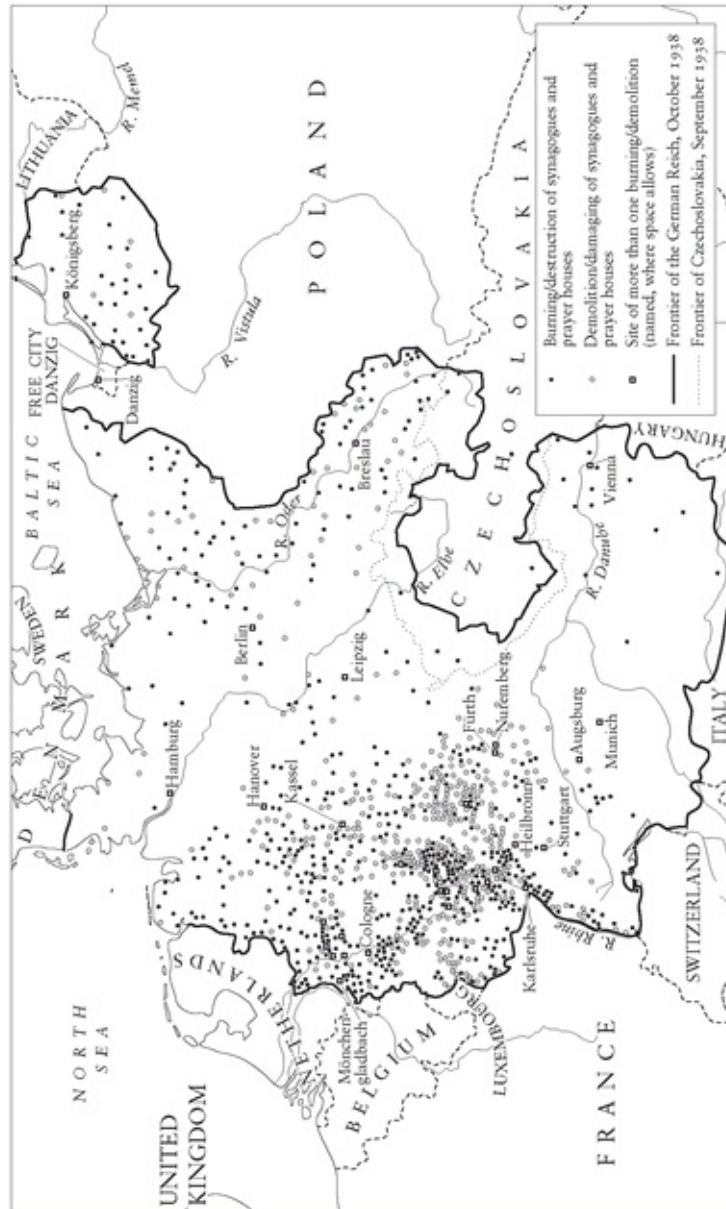 NORTH
SEA
UNITED
KINGDOM
DENMARK
SWEDEN
BALTIC
SEA
FREE CITY
DANZIG
Danzig
LITHUANIA
R. Memel
Königsberg
POLAND
R. Vistula
Hamburg
Berlin
R. Oder
Breslau
Hanover
Kassel
Leipzig
R. Elbe
NETHERLANDS
Mönchen
gladbach
Cologne
BELGIUM
LUXEMBOURG
FRANCE
Karlsruhe
R. Rhine
Heilbronn
Stuttgart
Fürth
Nuremberg
Augsburg
Munich
CZECHOSLOVAKIA
R. Danube
Vienna
HUNGARY
ITALY
SWITZERLAND
Burning/destruction of synagogues and
prayer houses
Demolition/damaging of synagogues and
prayer houses
Site of more than one burning/demolition
(named, where space allows)
Frontier of the German Reich, October 1938
Frontier of Czechoslovakia, September 1938